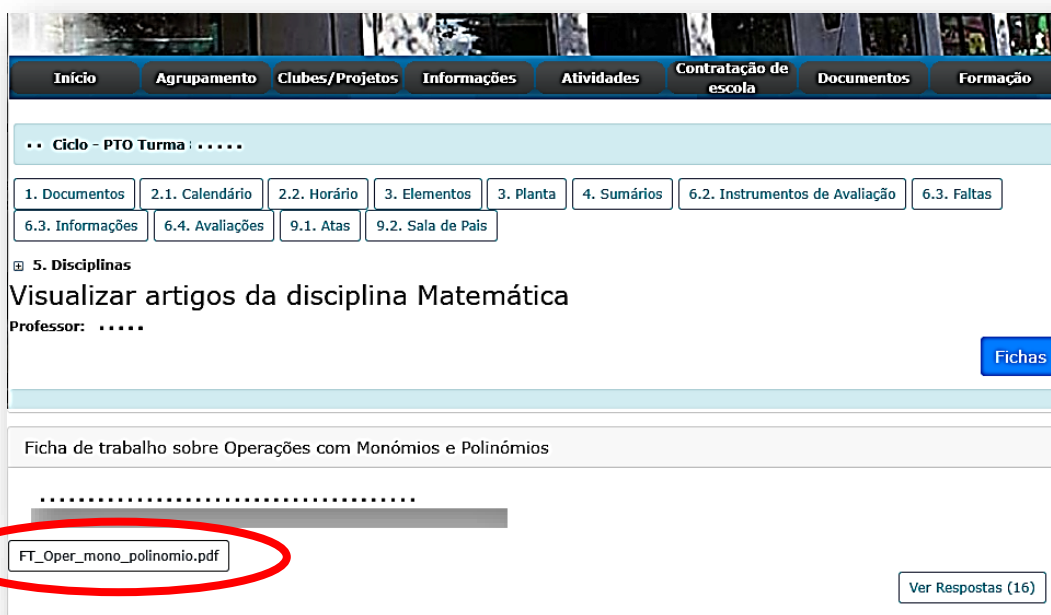 Início Agrupamento Clubes/Projetos Informações Atividades Contratação de escola Documentos Formação
•• Ciclo - PTO Turma : •••••
1. Documentos 2.1. Calendário 2.2. Horário 3. Elementos 3. Planta 4. Sumários 6.2. Instrumentos de Avaliação 6.3. Faltas
6.3. Informações 6.4. Avaliações 9.1. Atas 9.2. Sala de Pais
5. Disciplinas
Visualizar artigos da disciplina Matemática
Professor: •••••
Fichas
Ficha de trabalho sobre Operações com Monómios e Polinómios
FT_Oper_mono_polinomio.pdf
Ver Respostas (16)